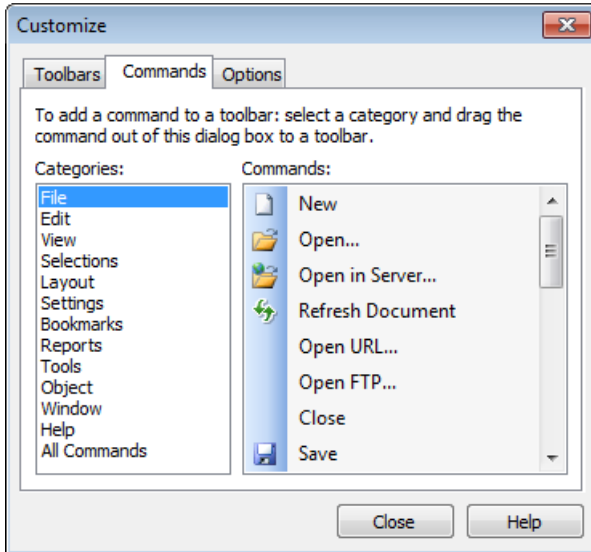 Customize
Toolbars Commands Options
To add a command to a toolbar: select a category and drag the
command out of this dialog box to a toolbar.
Categories:
File
Edit
View
Selections
Layout
Settings
Bookmarks
Reports
Tools
Object
Window
Help
All Commands
Commands:
New
Open...
Open in Server...
Refresh Document
Open URL...
Open FTP...
Close
Save
Close Help